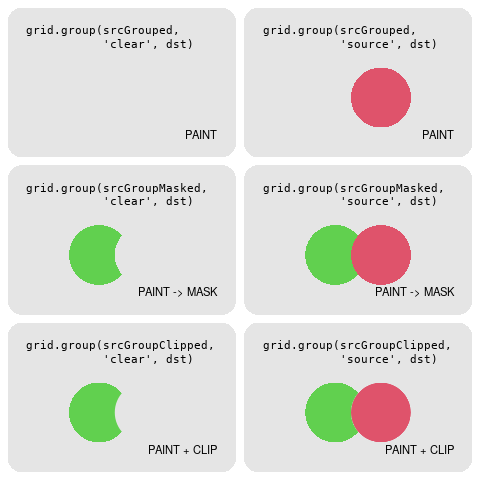 grid.group(srcGrouped,
'clear', dst)
PAINT
grid.group(srcGrouped,
'source', dst)
PAINT
grid.group(srcGroupMasked,
'clear', dst)
PAINT -> MASK
grid.group(srcGroupMasked,
'source', dst)
PAINT -> MASK
grid.group(srcGroupClipped,
'clear', dst)
PAINT + CLIP
grid.group(srcGroupClipped,
'source', dst)
PAINT + CLIP